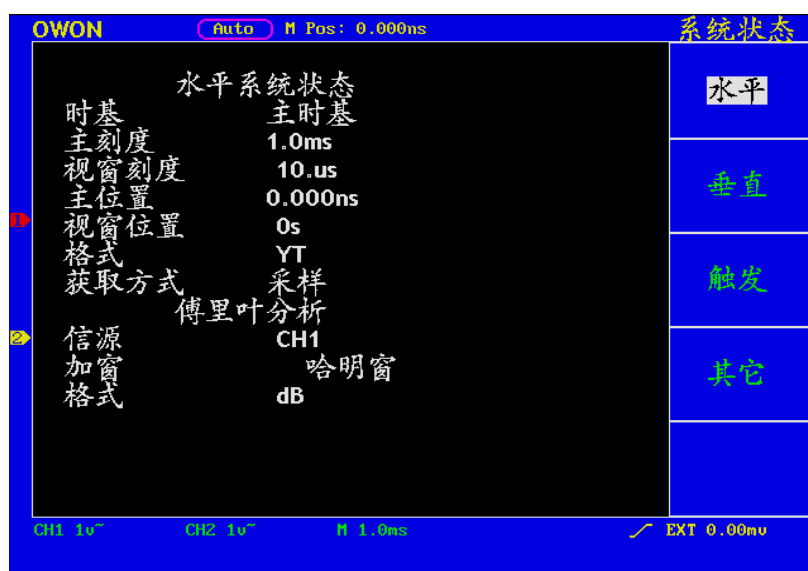 OWON Auto M Pos: 0.000ns 系统状态
水平系统状态
时基 主时基
主刻度 1.0ms
视窗刻度 10.us
主位置 0.000ns
视窗位置 0s
格式 YT
获取方式 采样
傅里叶分析
信源 CH1
加窗 哈明窗
格式 dB
水平
垂直
触发
其它
1
2
CH1 1v~ CH2 1v~ M 1.0ms EXT 0.00mv